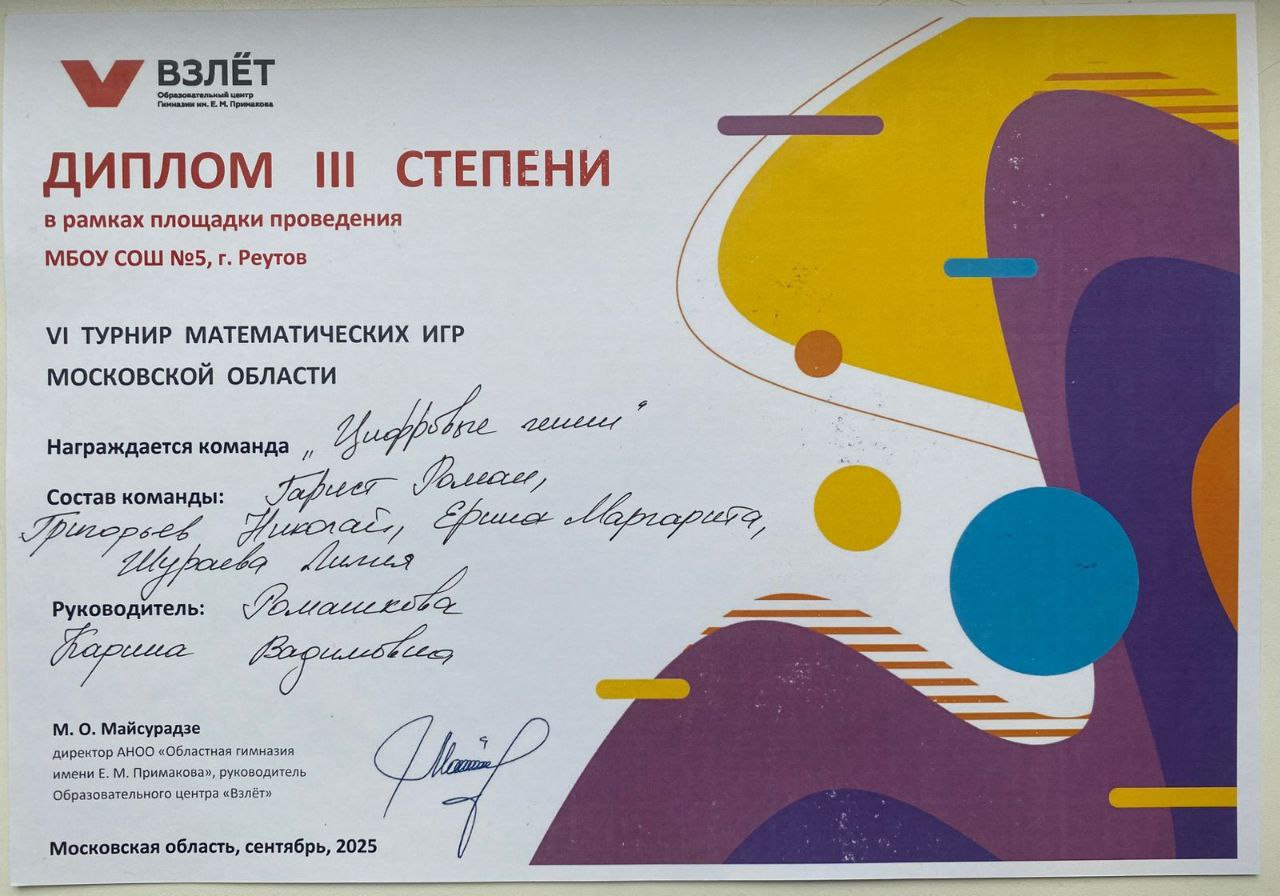 ВЗЛЁТ
Образовательный центр
Гимназии им. Е. М. Примакова
ДИПЛОМ III СТЕПЕНИ
в рамках площадки проведения
МБОУ СОШ №5, г. Реутов
VI ТУРНИР МАТЕМАТИЧЕСКИХ ИГР
МОСКОВСКОЙ ОБЛАСТИ
Награждается команда „Цифровые гении“
Состав команды: Роман,
Григорьев Николай, Ерина Маргарита,
Шураева Лилия
Руководитель: Ромашкова
Карина Вадимовна
М. О. Майсурадзе
директор АНОО «Областная гимназия
имени Е. М. Примакова», руководитель
Образовательного центра «Взлёт»
Московская область, сентябрь, 2025